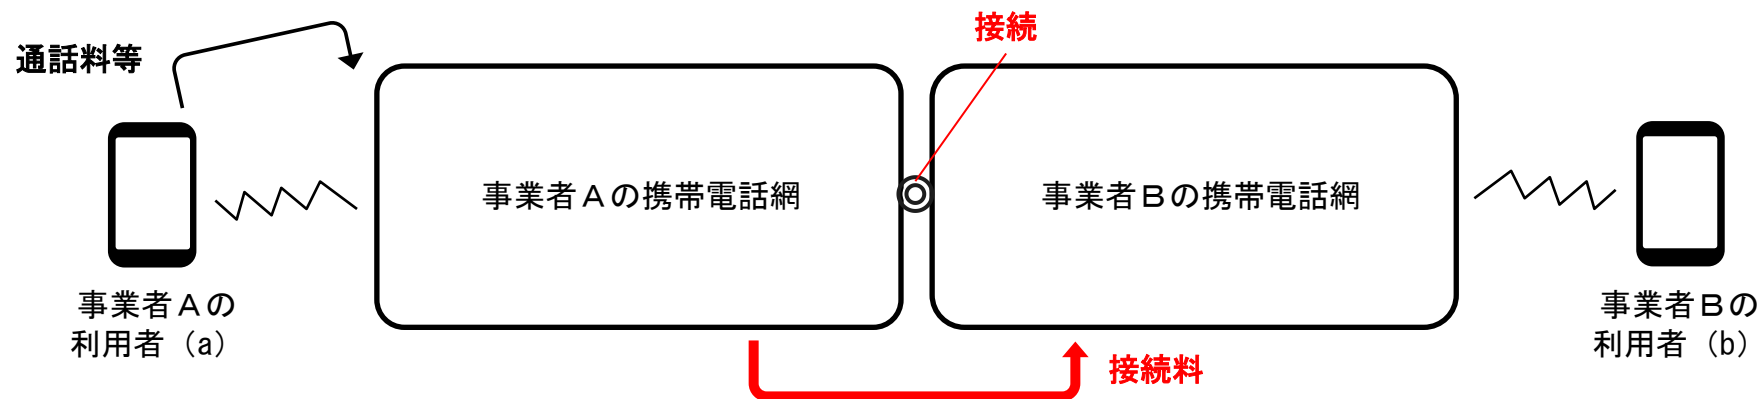 接続
通話料等
事業者Aの携帯電話網
事業者Bの携帯電話網
事業者Aの
利用者（a）
事業者Bの
利用者（b）
接続料